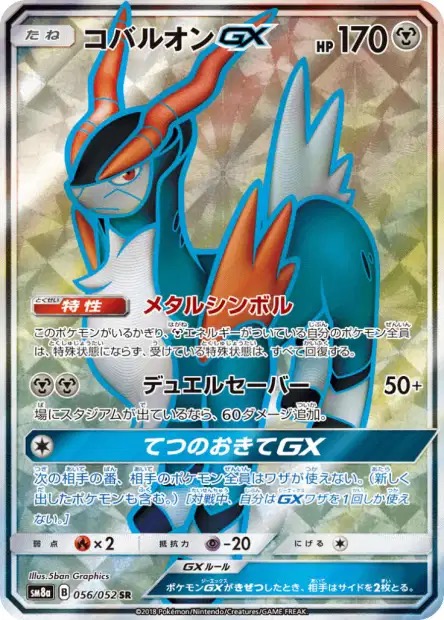 たね コバルオンGX HP170
とくせい
特性 メタルシンボル
このポケモンがいるかぎり、エネルギーがついている自分のポケモン全員
は、特殊状態にならず、受けている特殊状態は、すべて回復する。
デュエルセーバー 50+
場にスタジアムが出ているなら、60ダメージ追加。
てつのおきてGX
次の相手の番、相手のポケモン全員はワザが使えない。(新しく
出したポケモンも含む。)[対戦中、自分はGXワザを1回しか使え
ない。]
弱点 ×2 抵抗力 -20 にげる
GXルール
ポケモンGXがきぜつしたとき、相手はサイドを2枚とる。
Illus. 5ban Graphics
sm8a B 056/052 SR
©2018 Pokémon/Nintendo/Creatures/GAME FREAK.